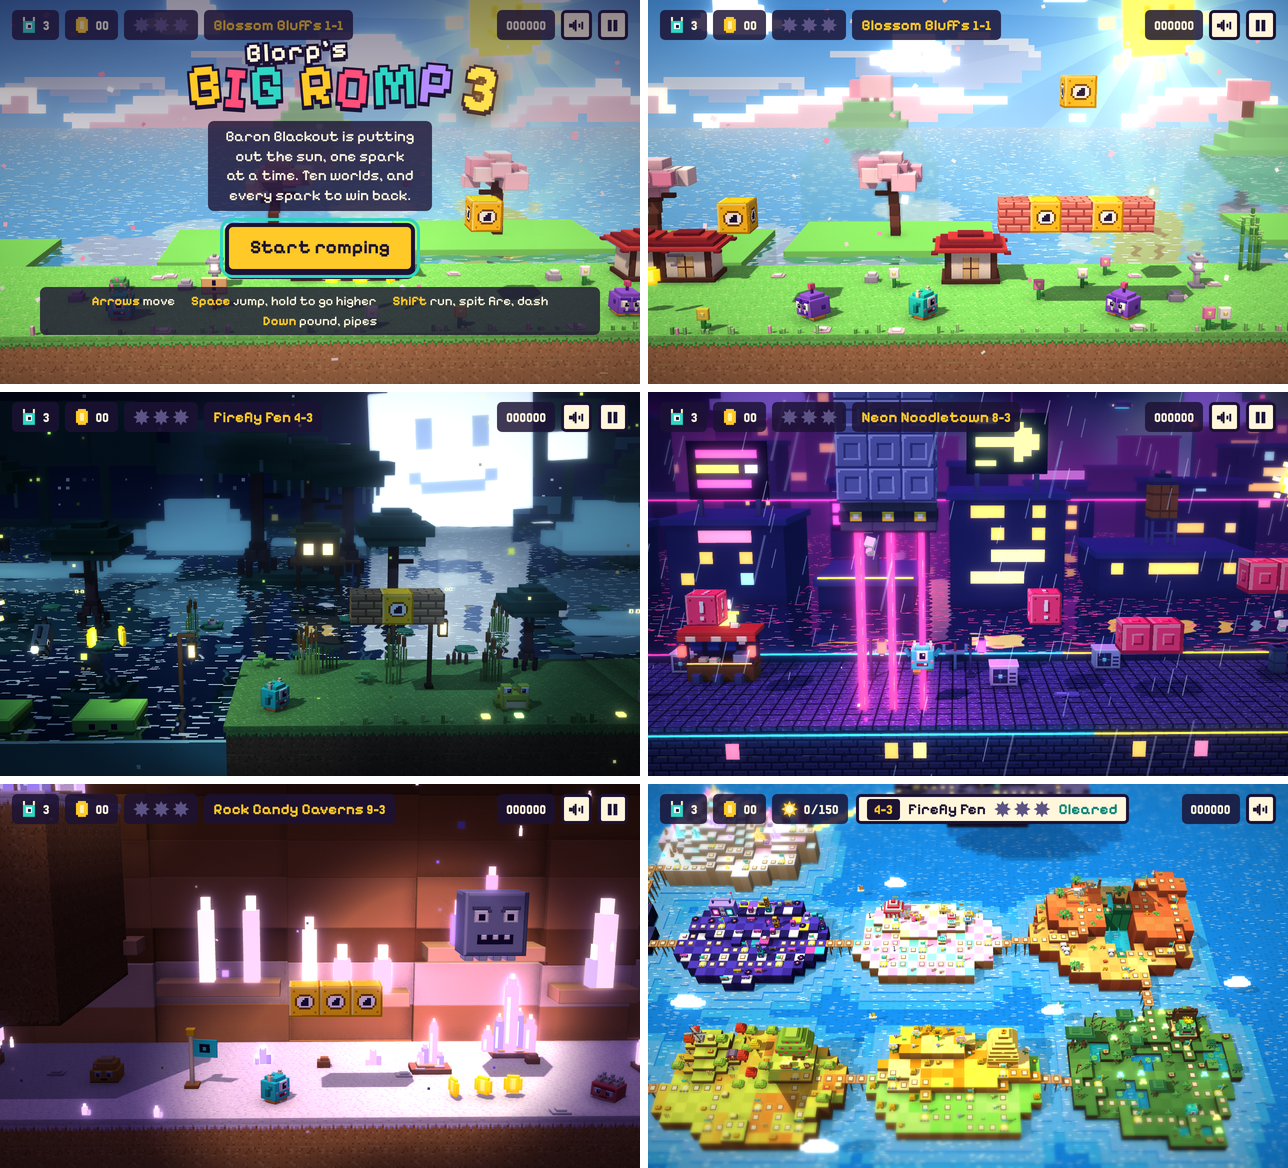 3
00
Blossom Bluffs 1-1
000000
Blorp's
BIG ROMP 3
Baron Blackout is putting
out the sun, one spark
at a time. Ten worlds, and
every spark to win back.
Start romping
Arrows move Space Jump, hold to go higher Shift run, spit fire, dash
Down pound, pipes
3
00
Blossom Bluffs 1-1
000000
3
00
Firefly Fen 4-3
000000
3
00
Neon Noodletown 8-3
000000
!
!
3
00
Rock Candy Caverns 9-3
000000
3
00
0/150
4-3 Firefly Fen Cleared
000000